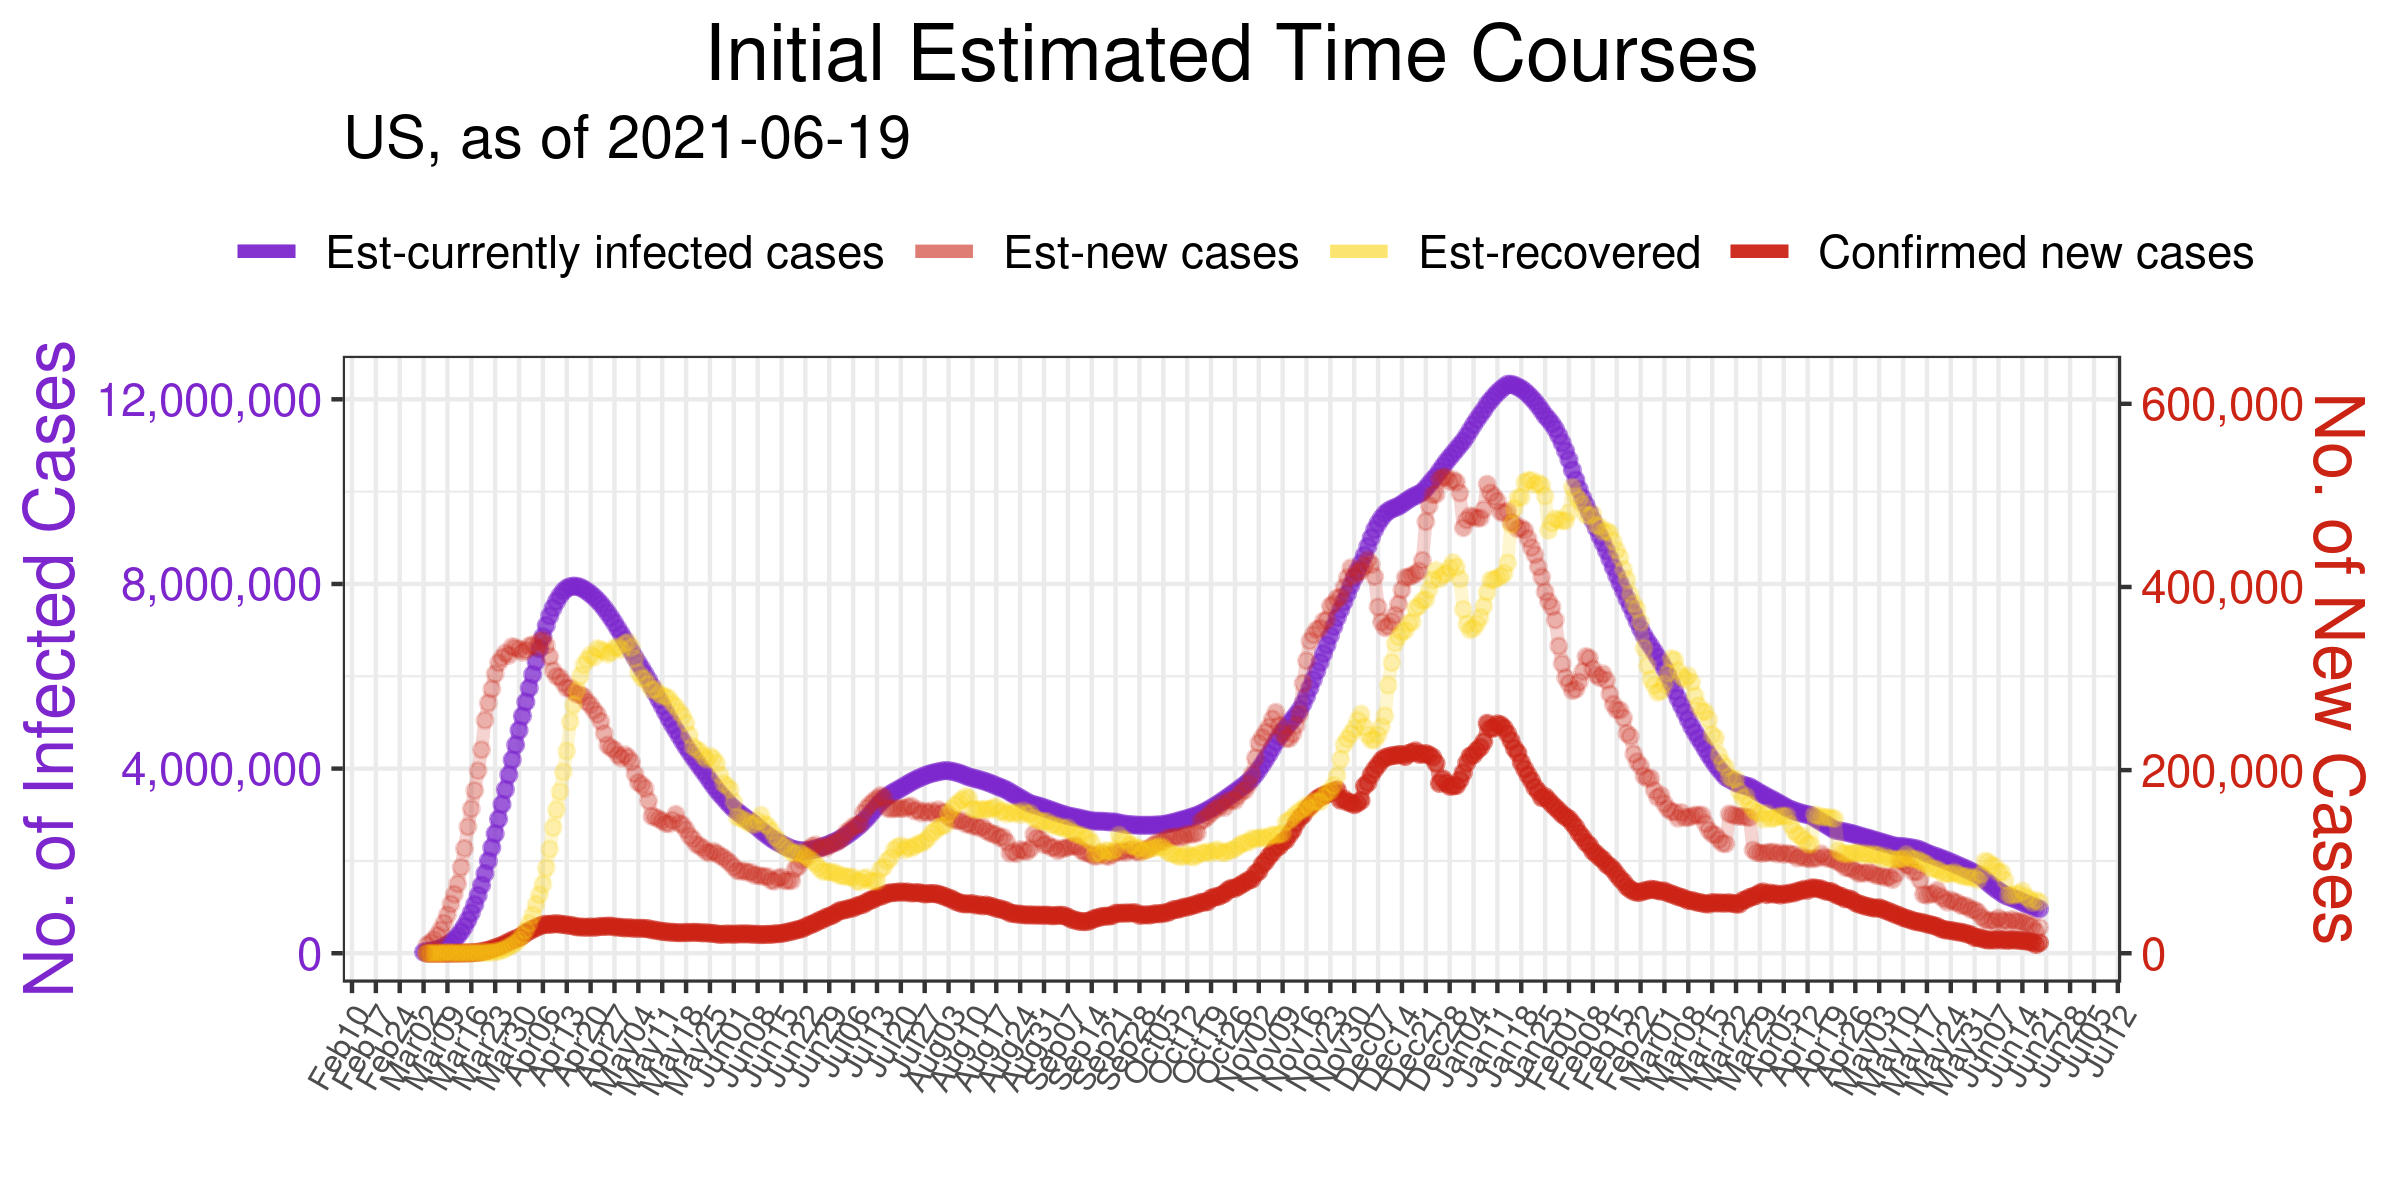 Initial Estimated Time Courses
US, as of 2021-06-19
Est-currently infected cases
Est-new cases
Est-recovered
Confirmed new cases
No. of Infected Cases
12,000,000
8,000,000
4,000,000
0
600,000
400,000
200,000
0
No. of New Cases
Feb10
Feb17
Feb24
Mar02
Mar09
Mar16
Mar23
Mar30
Apr06
Apr13
Apr20
Apr27
May04
May11
May18
May25
Jun01
Jun08
Jun15
Jun22
Jun29
Jul06
Jul13
Jul20
Jul27
Aug03
Aug10
Aug17
Aug24
Aug31
Sep07
Sep14
Sep21
Sep28
Oct05
Oct12
Oct19
Oct26
Nov02
Nov09
Nov16
Nov23
Nov30
Dec07
Dec14
Dec21
Dec28
Jan04
Jan11
Jan18
Jan25
Feb01
Feb08
Feb15
Feb22
Mar01
Mar08
Mar15
Mar22
Mar29
Apr05
Apr12
Apr19
Apr26
May03
May10
May17
May24
May31
Jun07
Jun14
Jun21
Jun28
Jul05
Jul12